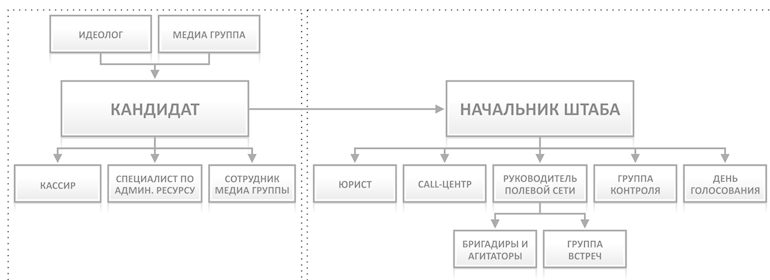 ИДЕОЛОГ
МЕДИА ГРУППА
КАНДИДАТ
НАЧАЛЬНИК ШТАБА
КАССИР
СПЕЦИАЛИСТ ПО
АДМИН. РЕСУРСУ
СОТРУДНИК
МЕДИА ГРУППЫ
ЮРИСТ
CALL-ЦЕНТР
РУКОВОДИТЕЛЬ
ПОЛЕВОЙ СЕТИ
ГРУППА
КОНТРОЛЯ
ДЕНЬ
ГОЛОСОВАНИЯ
БРИГАДИРЫ И
АГИТАТОРЫ
ГРУППА
ВСТРЕЧ